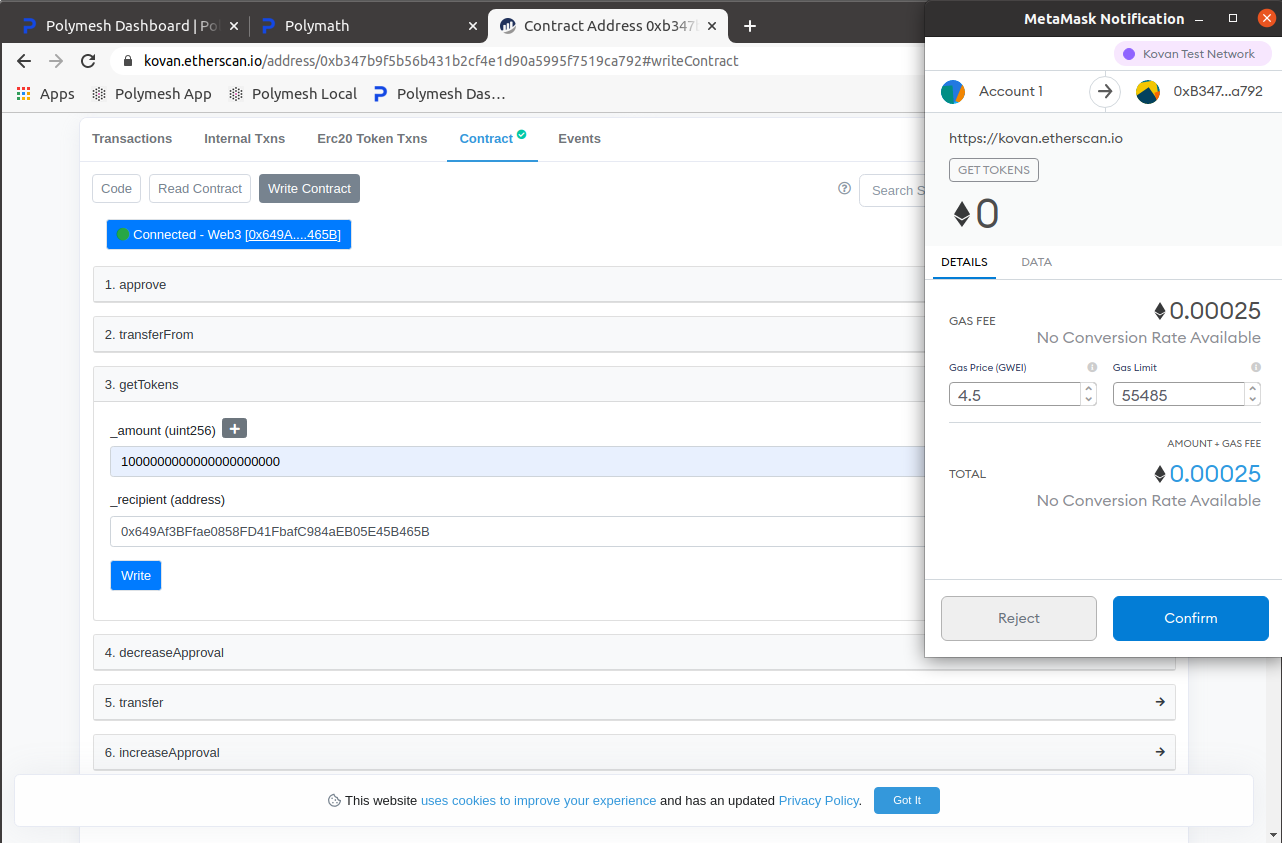 Polymesh Dashboard | Pol
Polymath
Contract Address 0xb347b
kovan.etherscan.io/address/0xb347b9f5b56b431b2cf4e1d90a5995f7519ca792#writeContract
Apps
Polymesh App
Polymesh Local
Polymesh Das...
Transactions
Internal Txns
Erc20 Token Txns
Contract
Events
Code
Read Contract
Write Contract
Search S
Connected - Web3 [0x649A....465B]
1. approve
2. transferFrom
3. getTokens
_amount (uint256)
1000000000000000000000
_recipient (address)
0x649Af3BFfae0858FD41FbafC984aEB05E45B465B
Write
4. decreaseApproval
5. transfer
6. increaseApproval
This website uses cookies to improve your experience and has an updated Privacy Policy.
Got It
MetaMask Notification
Kovan Test Network
Account 1
0xB347...a792
https://kovan.etherscan.io
GET TOKENS
0
DETAILS
DATA
GAS FEE
0.00025
No Conversion Rate Available
Gas Price (GWEI)
Gas Limit
4.5
55485
AMOUNT + GAS FEE
TOTAL
0.00025
No Conversion Rate Available
Reject
Confirm